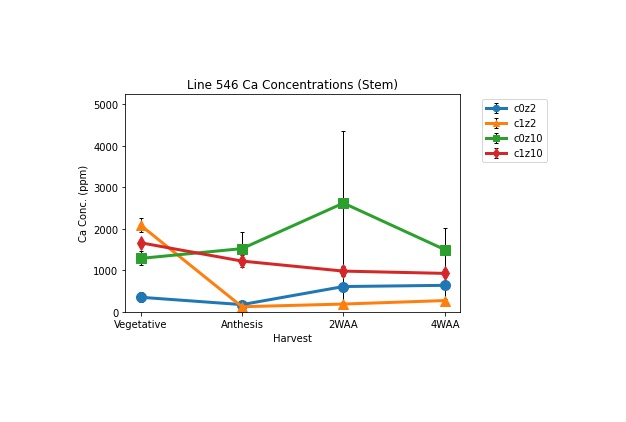 Line 546 Ca Concentrations (Stem)
5000
4000
3000
2000
1000
0
Ca Conc. (ppm)
Vegetative Anthesis 2WAA 4WAA
Harvest
c0z2
c1z2
c0z10
c1z10